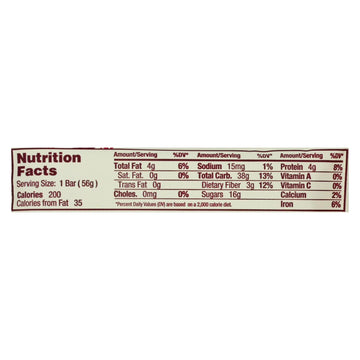 Nutrition
Facts
Serving Size: 1 Bar ( 56g)
Calories 200
Calories from Fat 35
Amount/Serving %DV*
Total Fat 4g 6%
Sat. Fat. 0g 0%
Trans Fat 0g
Choles. 0mg 0%
Amount/Serving %DV*
Sodium 15mg 1%
Total Carb. 38g 13%
Dietary Fiber 3g 12%
Sugars 16g
Amount/Serving %DV*
Protein 4g 8%
Vitamin A 0%
Vitamin C 0%
Calcium 2%
Iron 6%
*Percent Daily Values (DV) are based on a 2,000 calorie diet.